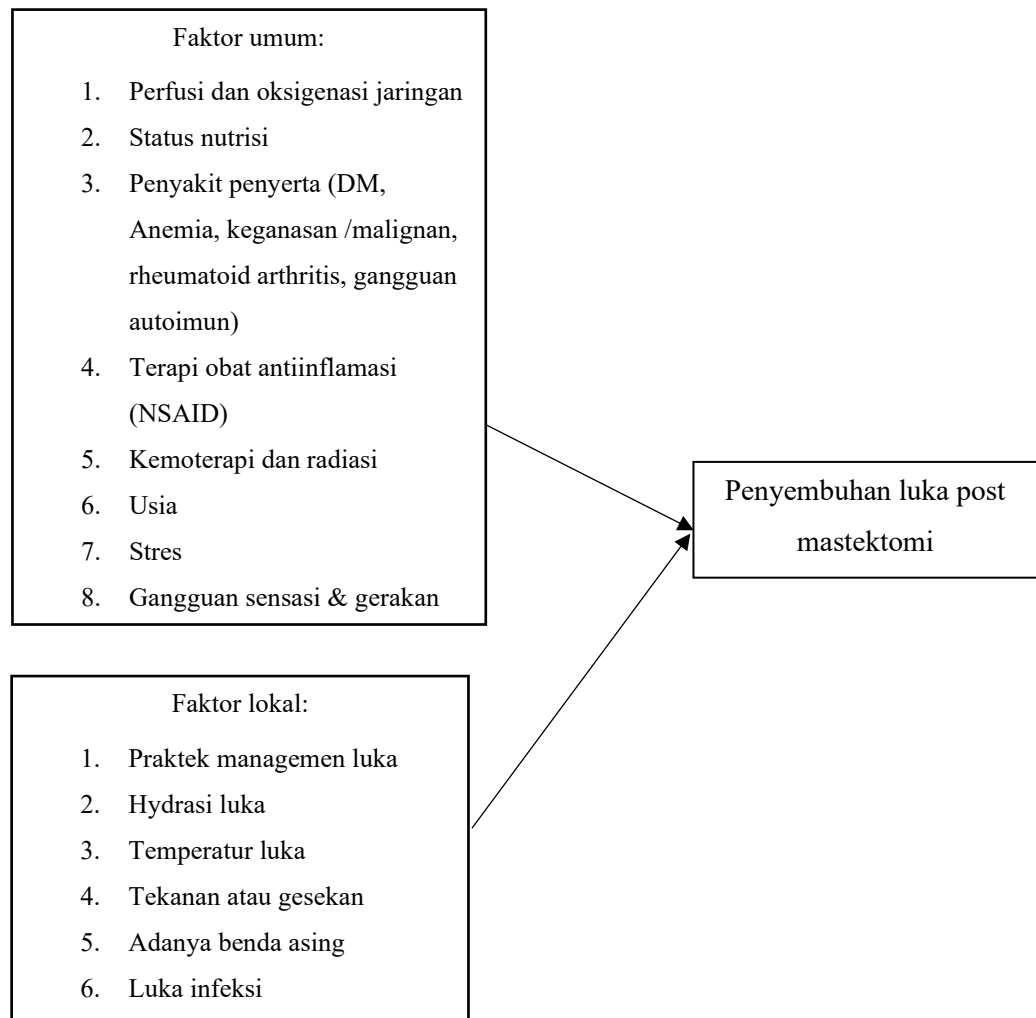 Faktor umum:
1. Perfusi dan oksigenasi jaringan
2. Status nutrisi
3. Penyakit penyerta (DM,
Anemia, keganasan /malignan,
rheumatoid arthritis, gangguan
autoimun)
4. Terapi obat antiinflamasi
(NSAID)
5. Kemoterapi dan radiasi
6. Usia
7. Stres
8. Gangguan sensasi & gerakan
Penyembuhan luka post
mastektomi
Faktor lokal:
1. Praktek managemen luka
2. Hydrasi luka
3. Temperatur luka
4. Tekanan atau gesekan
5. Adanya benda asing
6. Luka infeksi